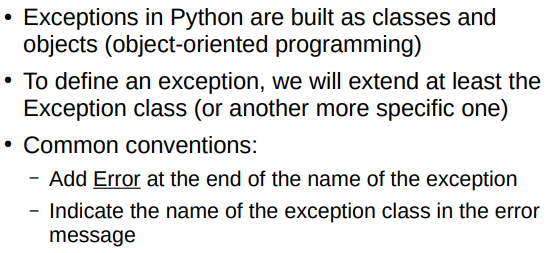 • Exceptions in Python are built as classes and
objects (object-oriented programming)
• To define an exception, we will extend at least the
Exception class (or another more specific one)
• Common conventions:
– Add Error at the end of the name of the exception
– Indicate the name of the exception class in the error
message